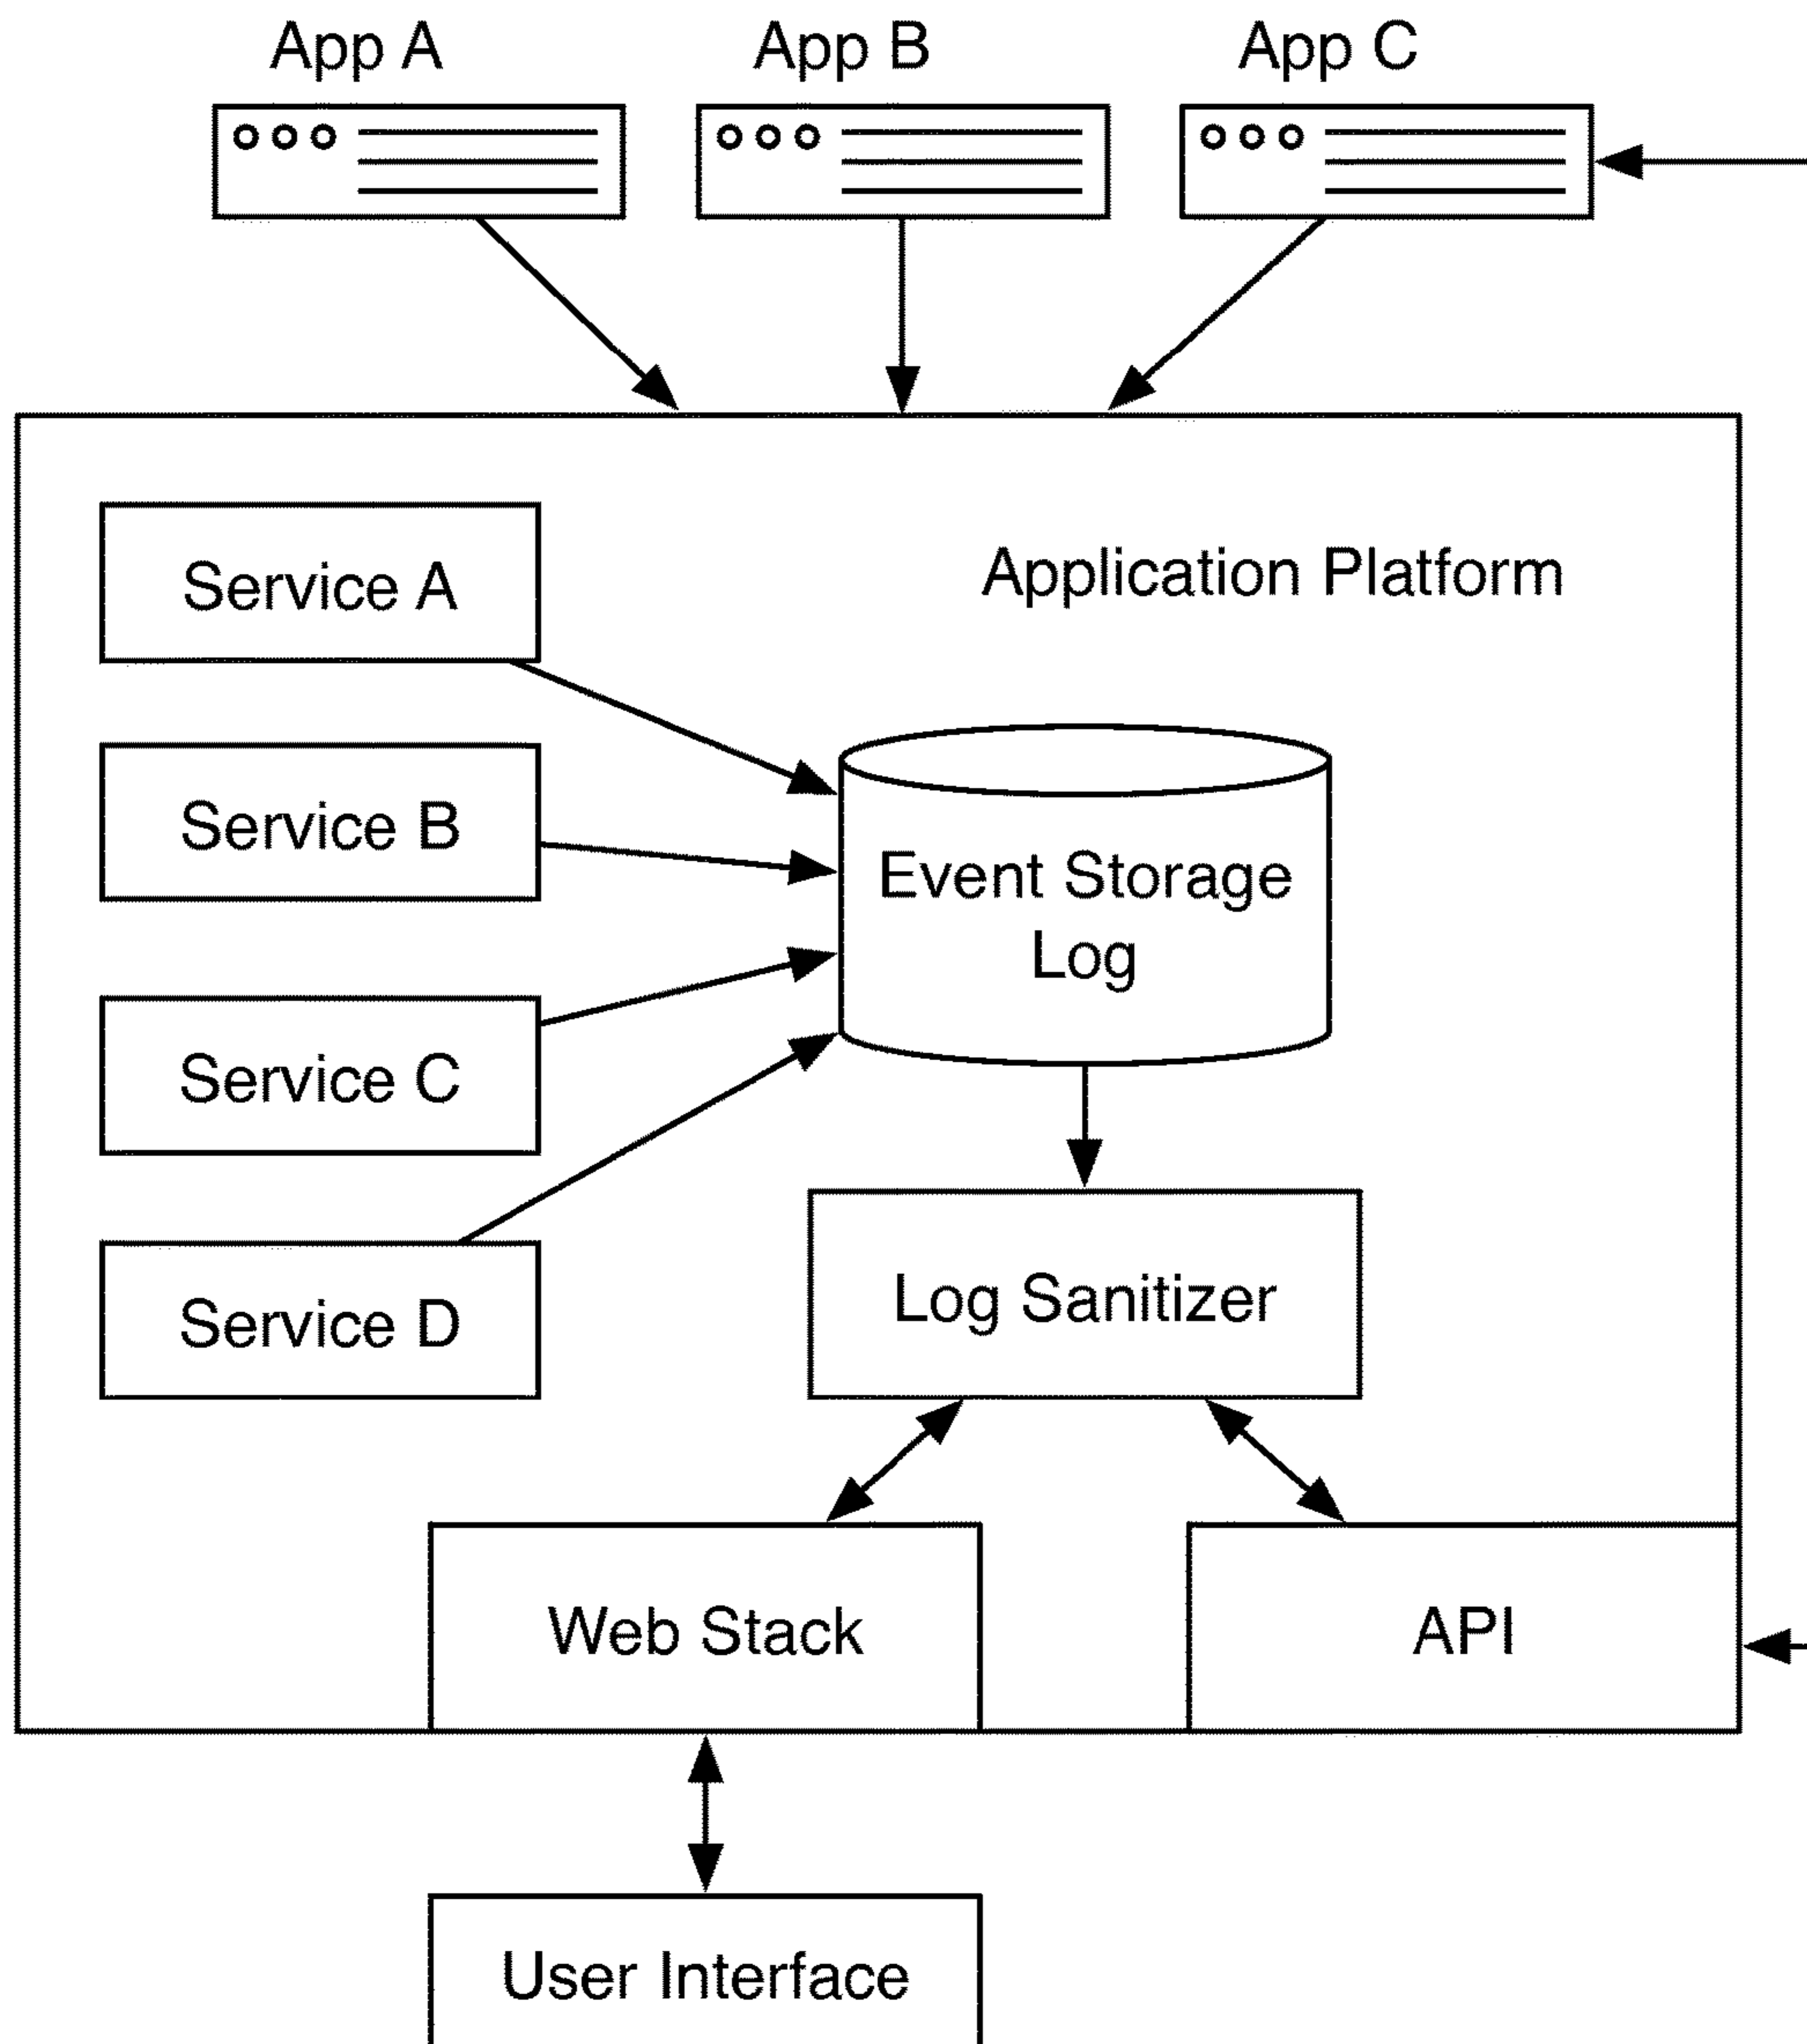 App A
App B
App C
Service A
Application Platform
Service B
Event Storage
Log
Service C
Log Sanitizer
Service D
Web Stack
API
User Interface